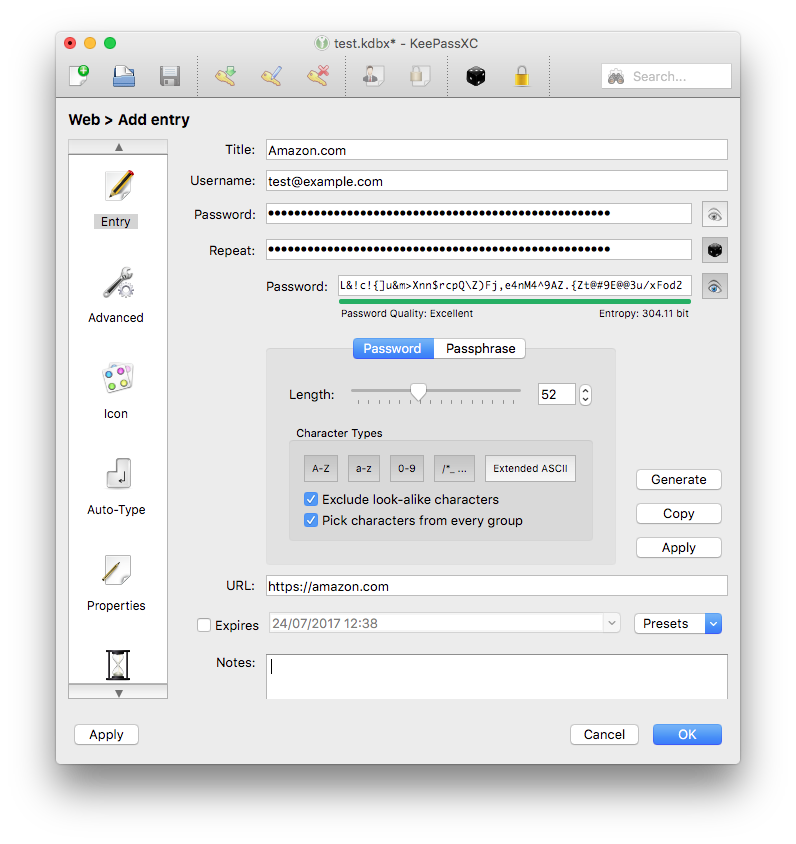 test.kdbx* - KeePassXC
Search...
Web > Add entry
Title: Amazon.com
Username: test@example.com
Password: ••••••••••••••••••••••••••••••••••••••••••••••••••••
Repeat: ••••••••••••••••••••••••••••••••••••••••••••••••••••
Password: L&!c!{]u&m>Xnn$rcpQ\Z}Fj,e4nM4^9AZ.{Zt@#9E@@3u/xFodZ
Password Quality: Excellent Entropy: 304.11 bit
Password Passphrase
Length: 52
Character Types
A-Z a-z 0-9 /*_ ... Extended ASCII
Exclude look-alike characters
Pick characters from every group
Generate
Copy
Apply
URL: https://amazon.com
Expires 24/07/2017 12:38 Presets
Notes:
Entry
Advanced
Icon
Auto-Type
Properties
Apply Cancel OK